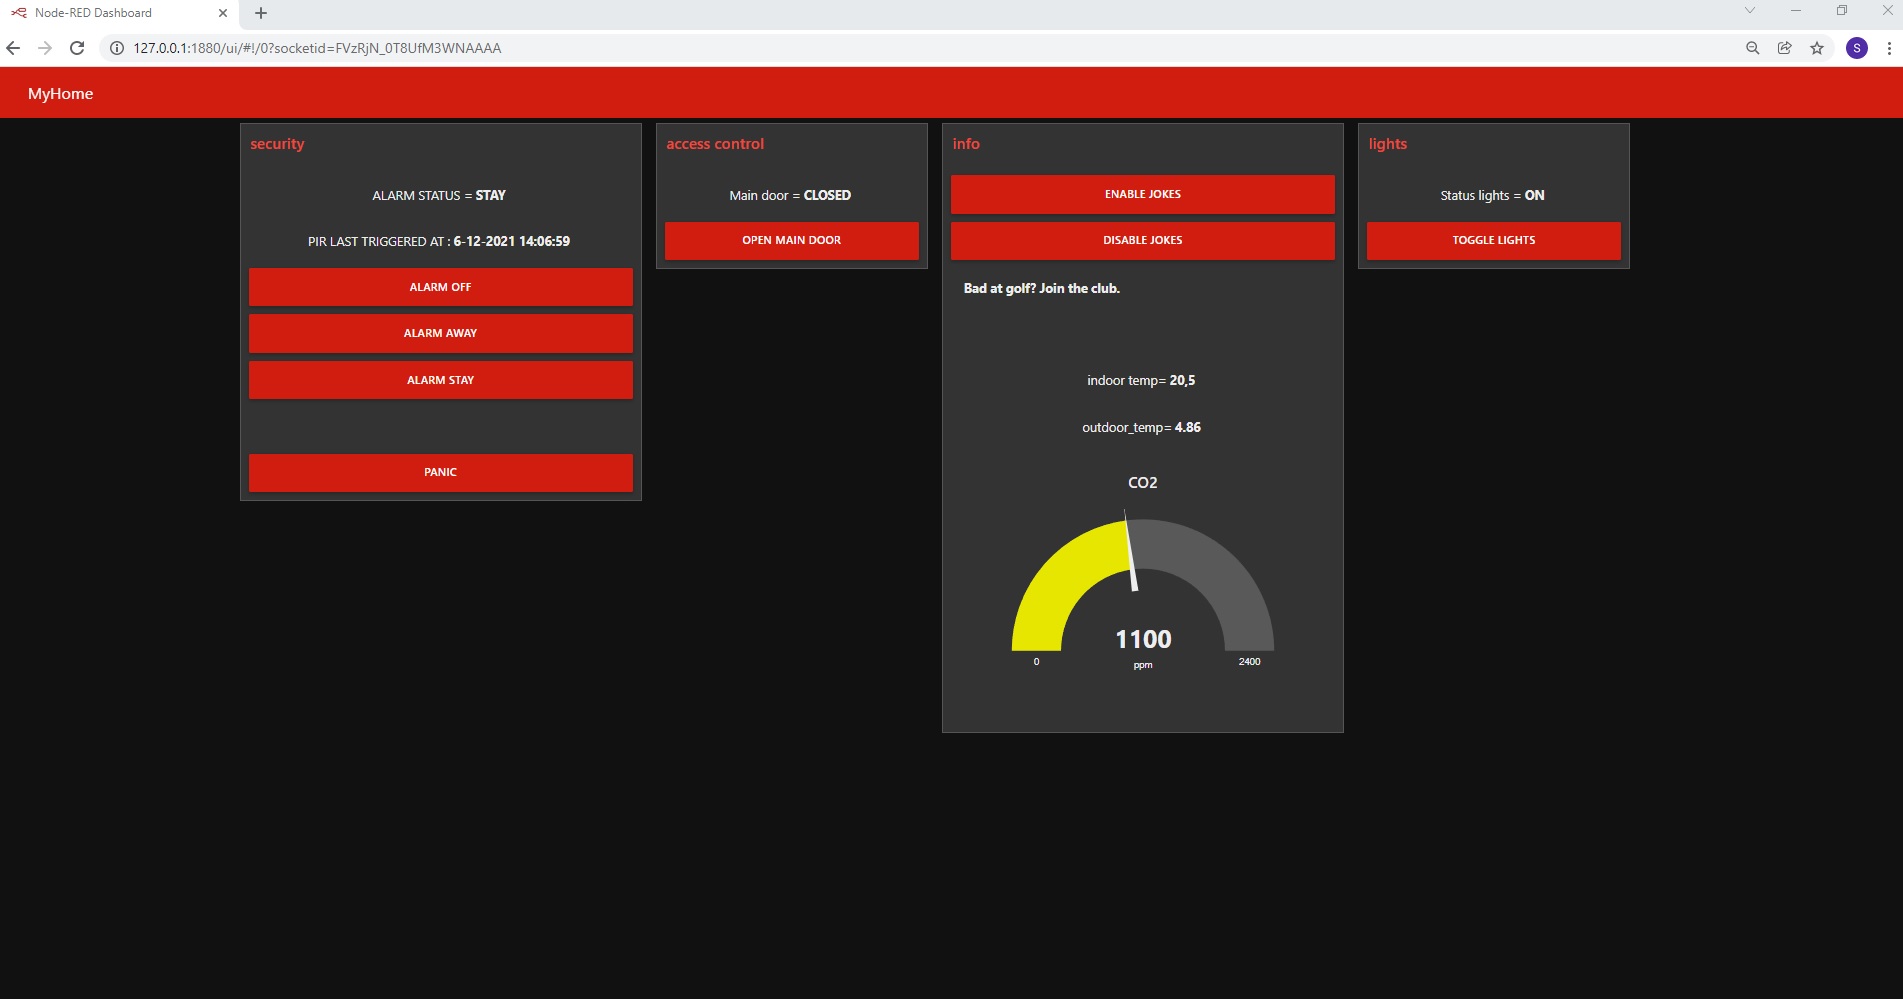 Node-RED Dashboard
127.0.0.1:1880/ui/#!/0?socketid=FVzRjN_0T8UfM3WNAAAA
S
MyHome
security
ALARM STATUS = STAY
PIR LAST TRIGGERED AT : 6-12-2021 14:06:59
ALARM OFF
ALARM AWAY
ALARM STAY
PANIC
access control
Main door = CLOSED
OPEN MAIN DOOR
info
ENABLE JOKES
DISABLE JOKES
Bad at golf? Join the club.
indoor temp= 20,5
outdoor_temp= 4.86
CO2
1100
ppm
0
2400
lights
Status lights = ON
TOGGLE LIGHTS